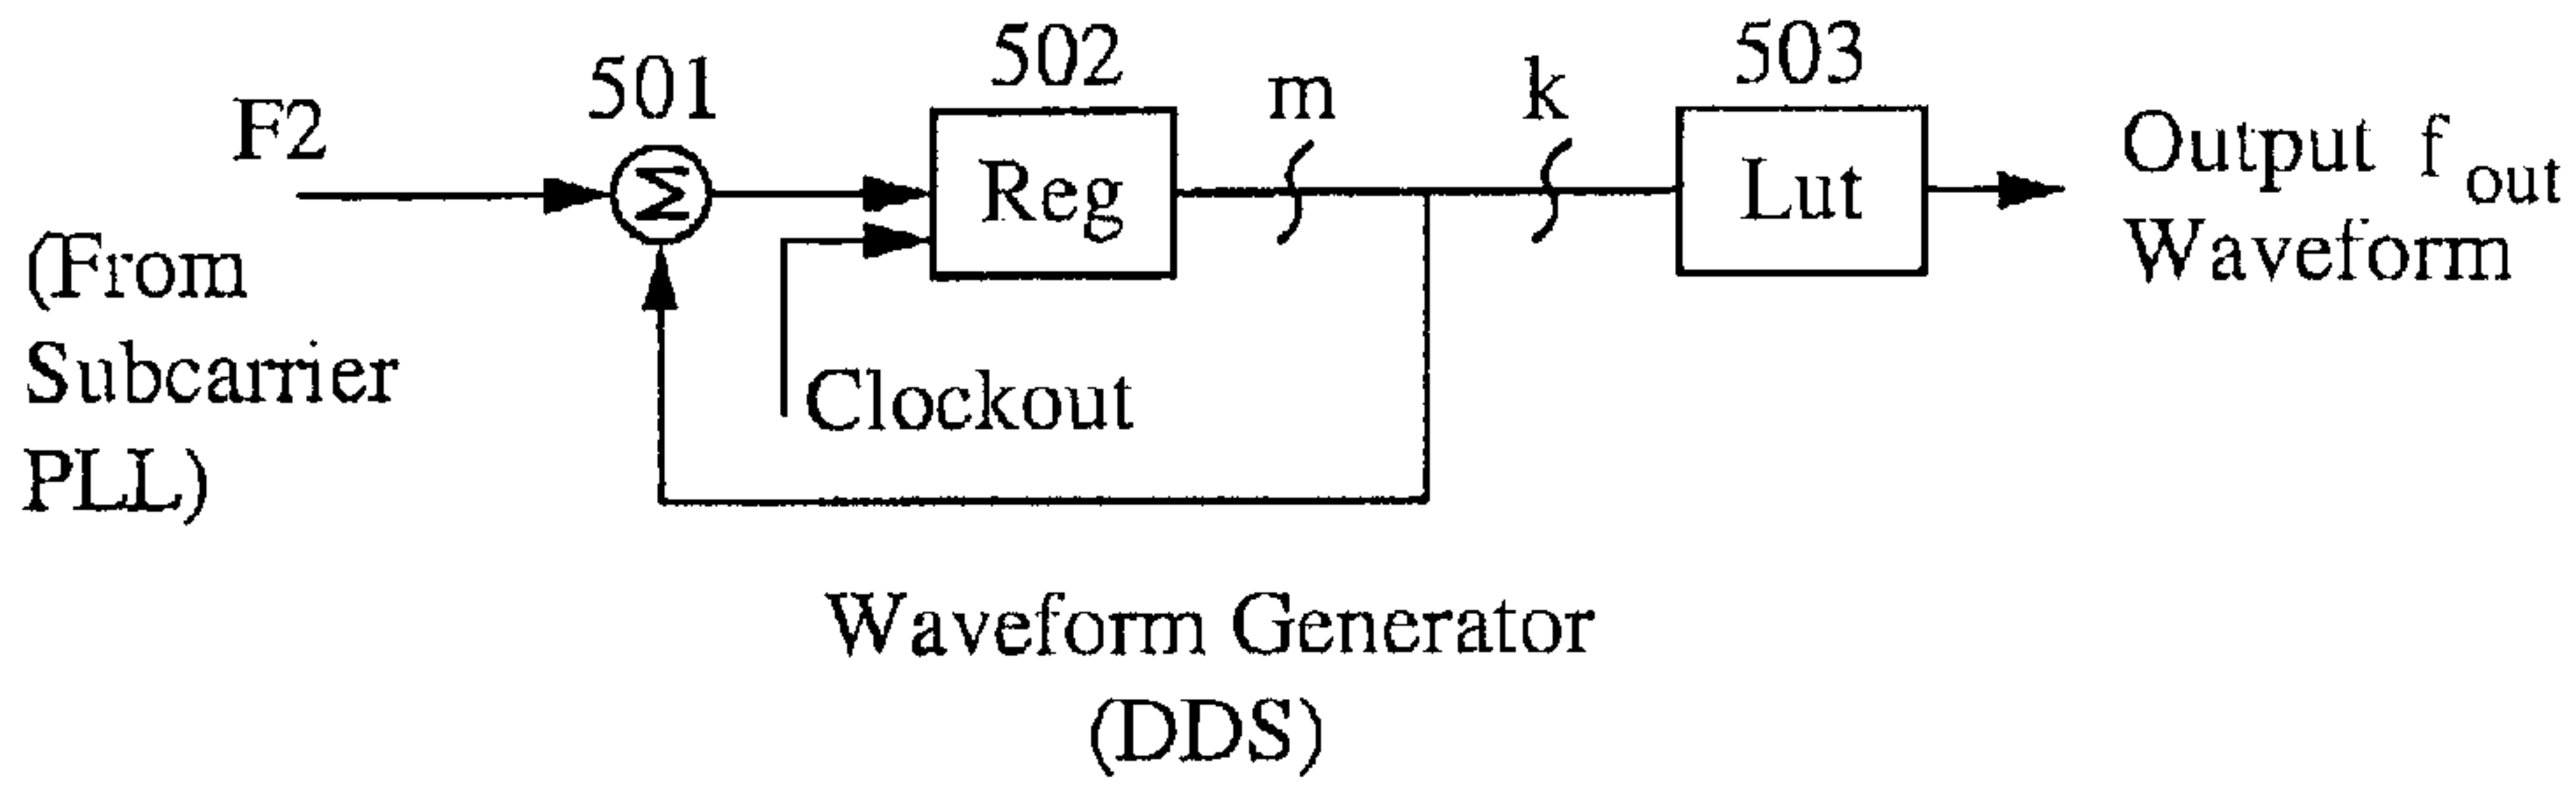 F2
(From
Subcarrier
PLL)
501
Σ
502
Reg
Clockout
m
k
503
Lut
Output f out
Waveform
Waveform Generator
(DDS)